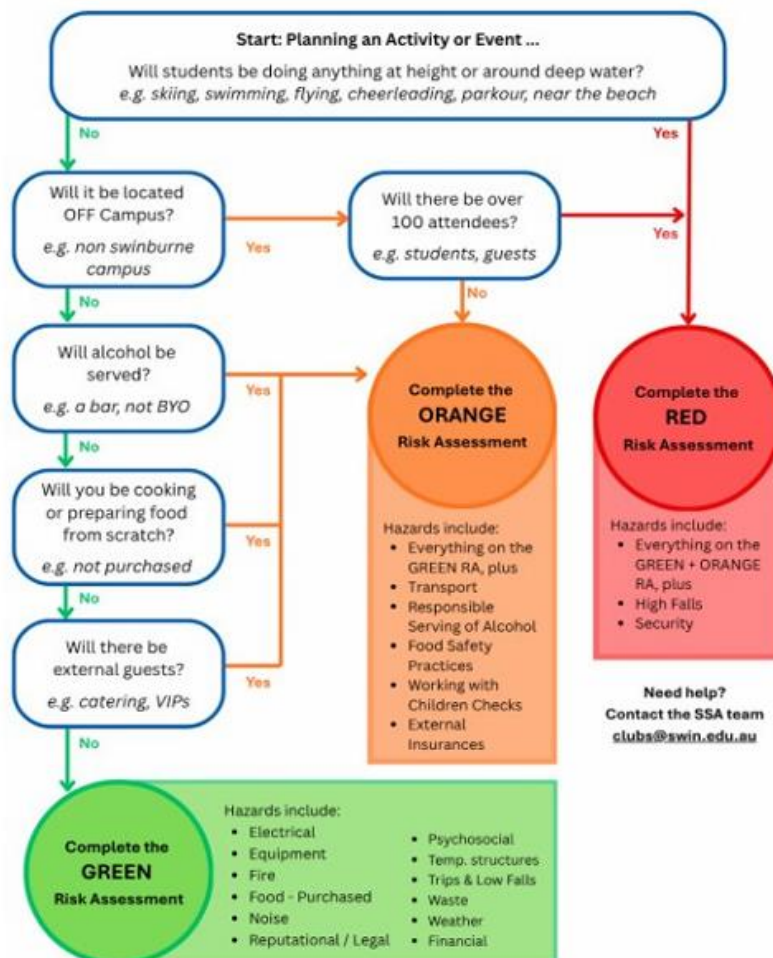 Start: Planning an Activity or Event ...
Will students be doing anything at height or around deep water?
e.g. skiing, swimming, flying, cheerleading, parkour, near the beach
No
Yes
Will it be located
OFF Campus?
e.g. non swinburne
campus
Yes
Will there be over
100 attendees?
e.g. students, guests
Yes
No
No
Will alcohol be
served?
e.g. a bar, not BYO
Yes
No
Will you be cooking
or preparing food
from scratch?
e.g. not purchased
Yes
No
Will there be
external guests?
e.g. catering, VIPs
Yes
No
Complete the
ORANGE
Risk Assessment
Hazards include:
• Everything on the
GREEN RA, plus
• Transport
• Responsible
Serving of Alcohol
• Food Safety
Practices
• Working with
Children Checks
• External
Insurances
Complete the
RED
Risk Assessment
Hazards include:
• Everything on the
GREEN + ORANGE
RA, plus
• High Falls
• Security
Need help?
Contact the SSA team
clubs@swin.edu.au
Complete the
GREEN
Risk Assessment
Hazards include:
• Electrical
• Equipment
• Fire
• Food - Purchased
• Noise
• Reputational / Legal
• Psychosocial
• Temp. structures
• Trips & Low Falls
• Waste
• Weather
• Financial